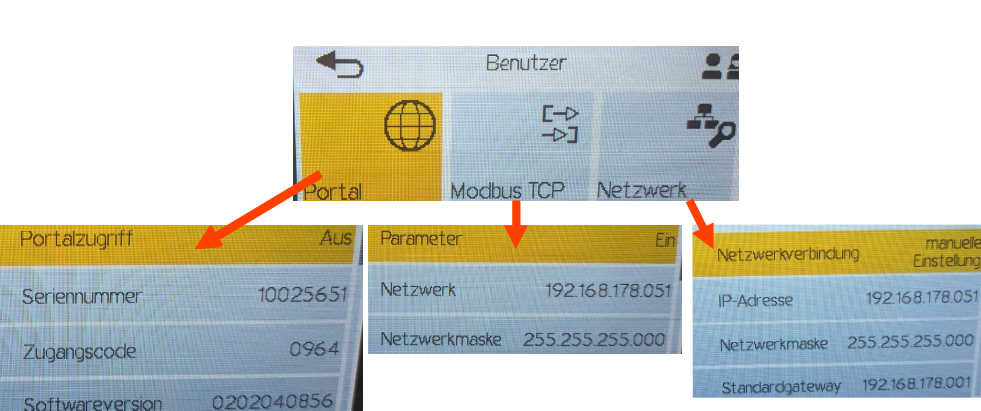 Benutzer
Portal
Modbus TCP
Netzwerk
Portalzugriff Aus
Seriennummer 10025651
Zugangscode 0964
Softwareversion 0202040856
Parameter Ein
Netzwerk 192.168.178.051
Netzwerkmaske 255.255.255.000
Netzwerkverbindung manuelle
Einstellung
IP-Adresse 192.168.178.051
Netzwerkmaske 255.255.255.000
Standardgateway 192.168.178.001